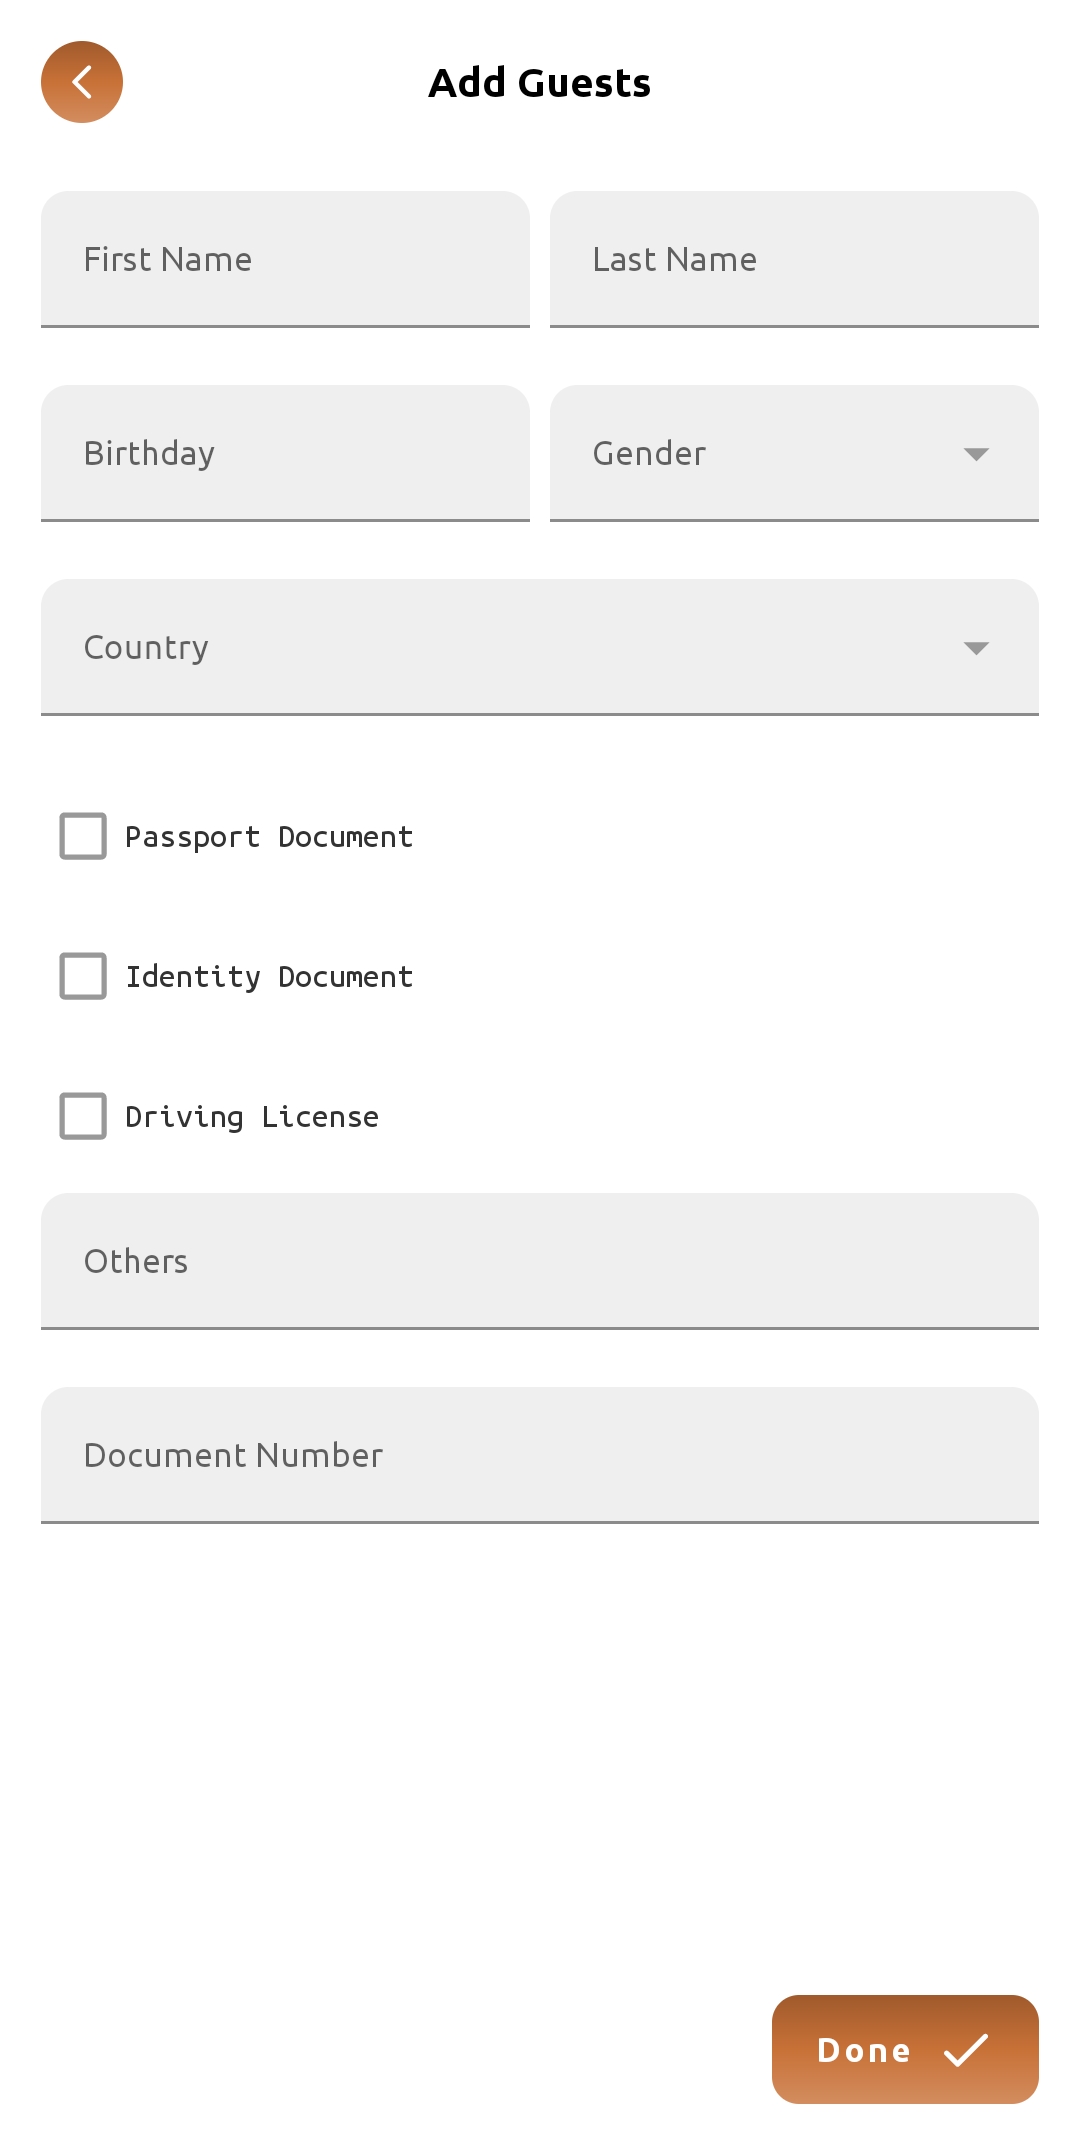 Add Guests
First Name
Last Name
Birthday
Gender
Country
Passport Document
Identity Document
Driving License
Others
Document Number
Done